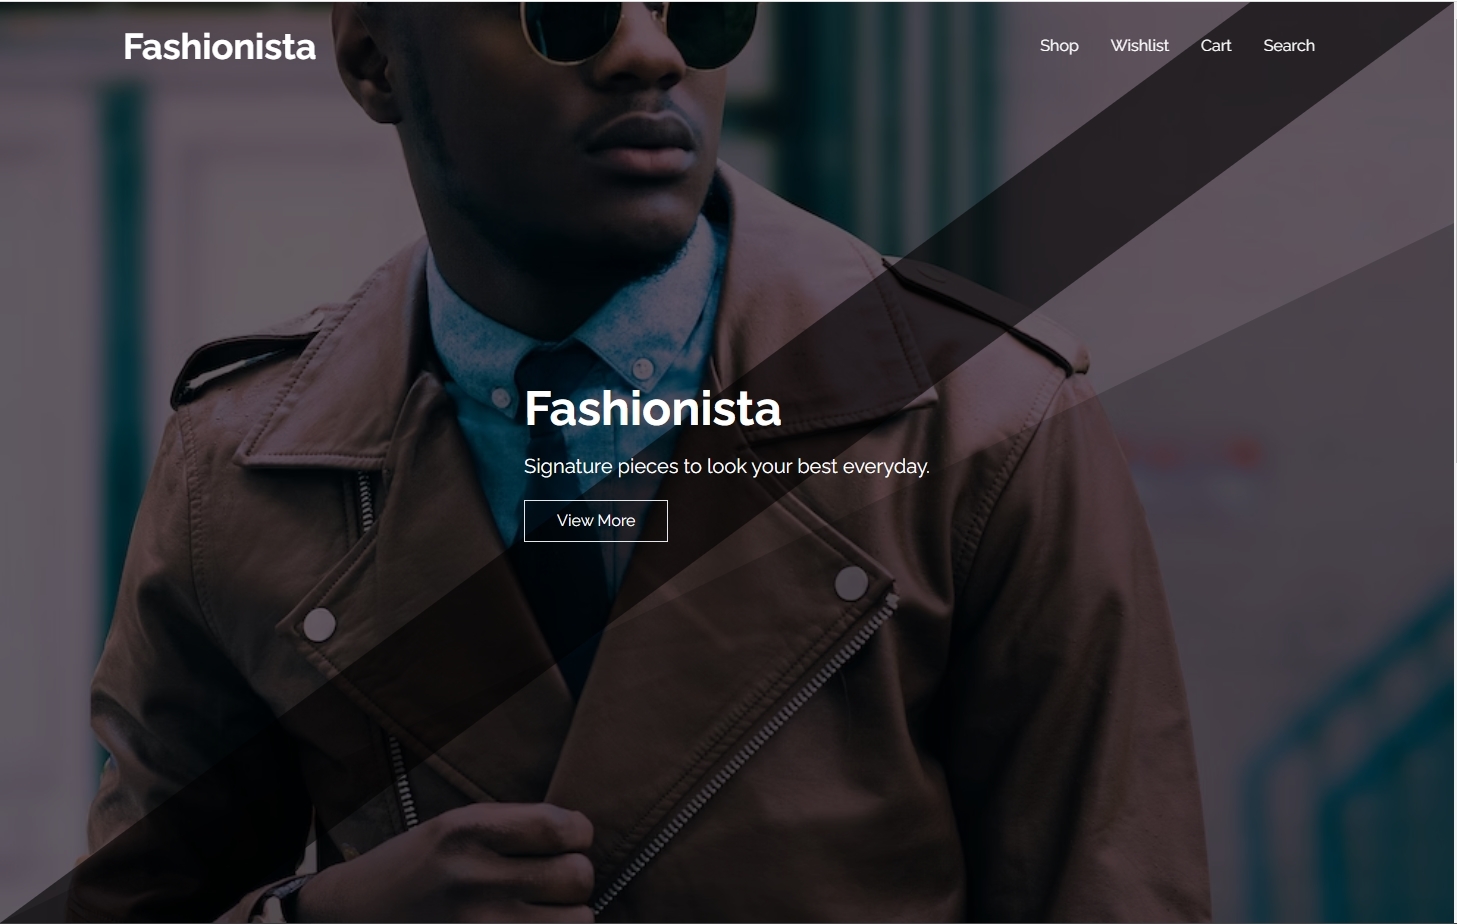 Fashionista
Shop Wishlist Cart Search
Fashionista
Signature pieces to look your best everyday.
View More